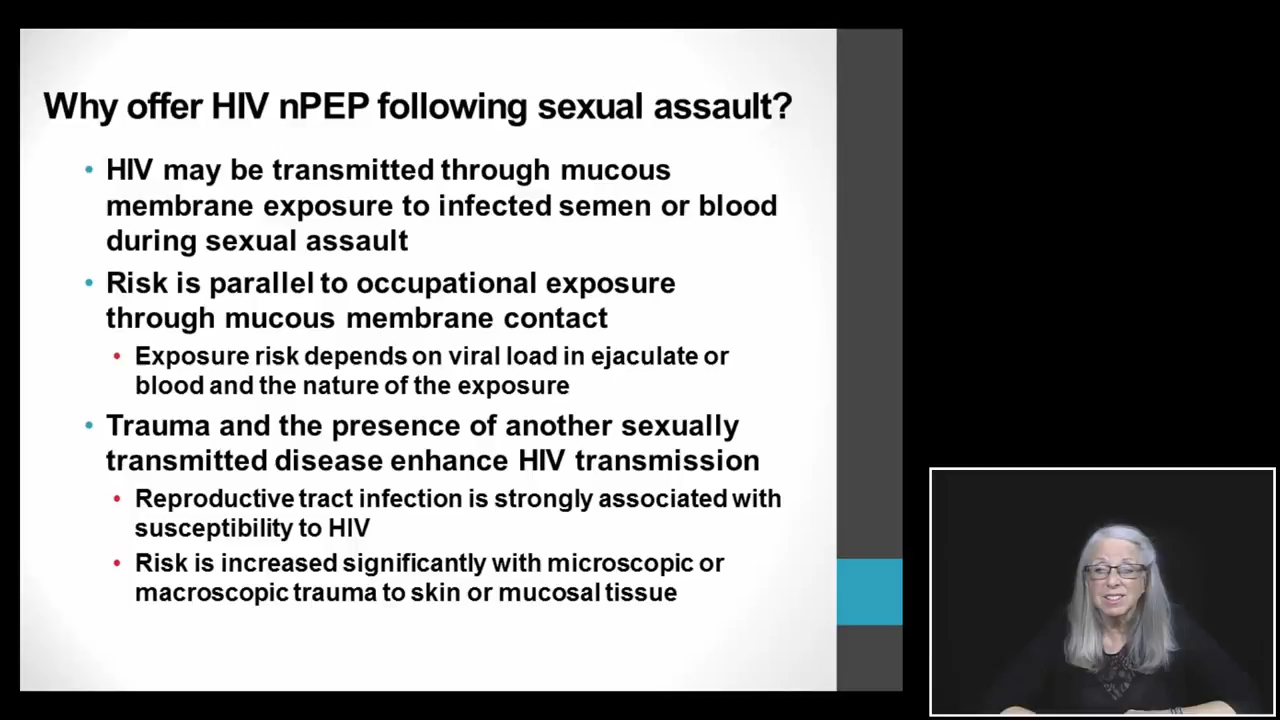 Why offer HIV nPEP following sexual assault?
• HIV may be transmitted through mucous
membrane exposure to infected semen or blood
during sexual assault
• Risk is parallel to occupational exposure
through mucous membrane contact
• Exposure risk depends on viral load in ejaculate or
blood and the nature of the exposure
• Trauma and the presence of another sexually
transmitted disease enhance HIV transmission
• Reproductive tract infection is strongly associated with
susceptibility to HIV
• Risk is increased significantly with microscopic or
macroscopic trauma to skin or mucosal tissue